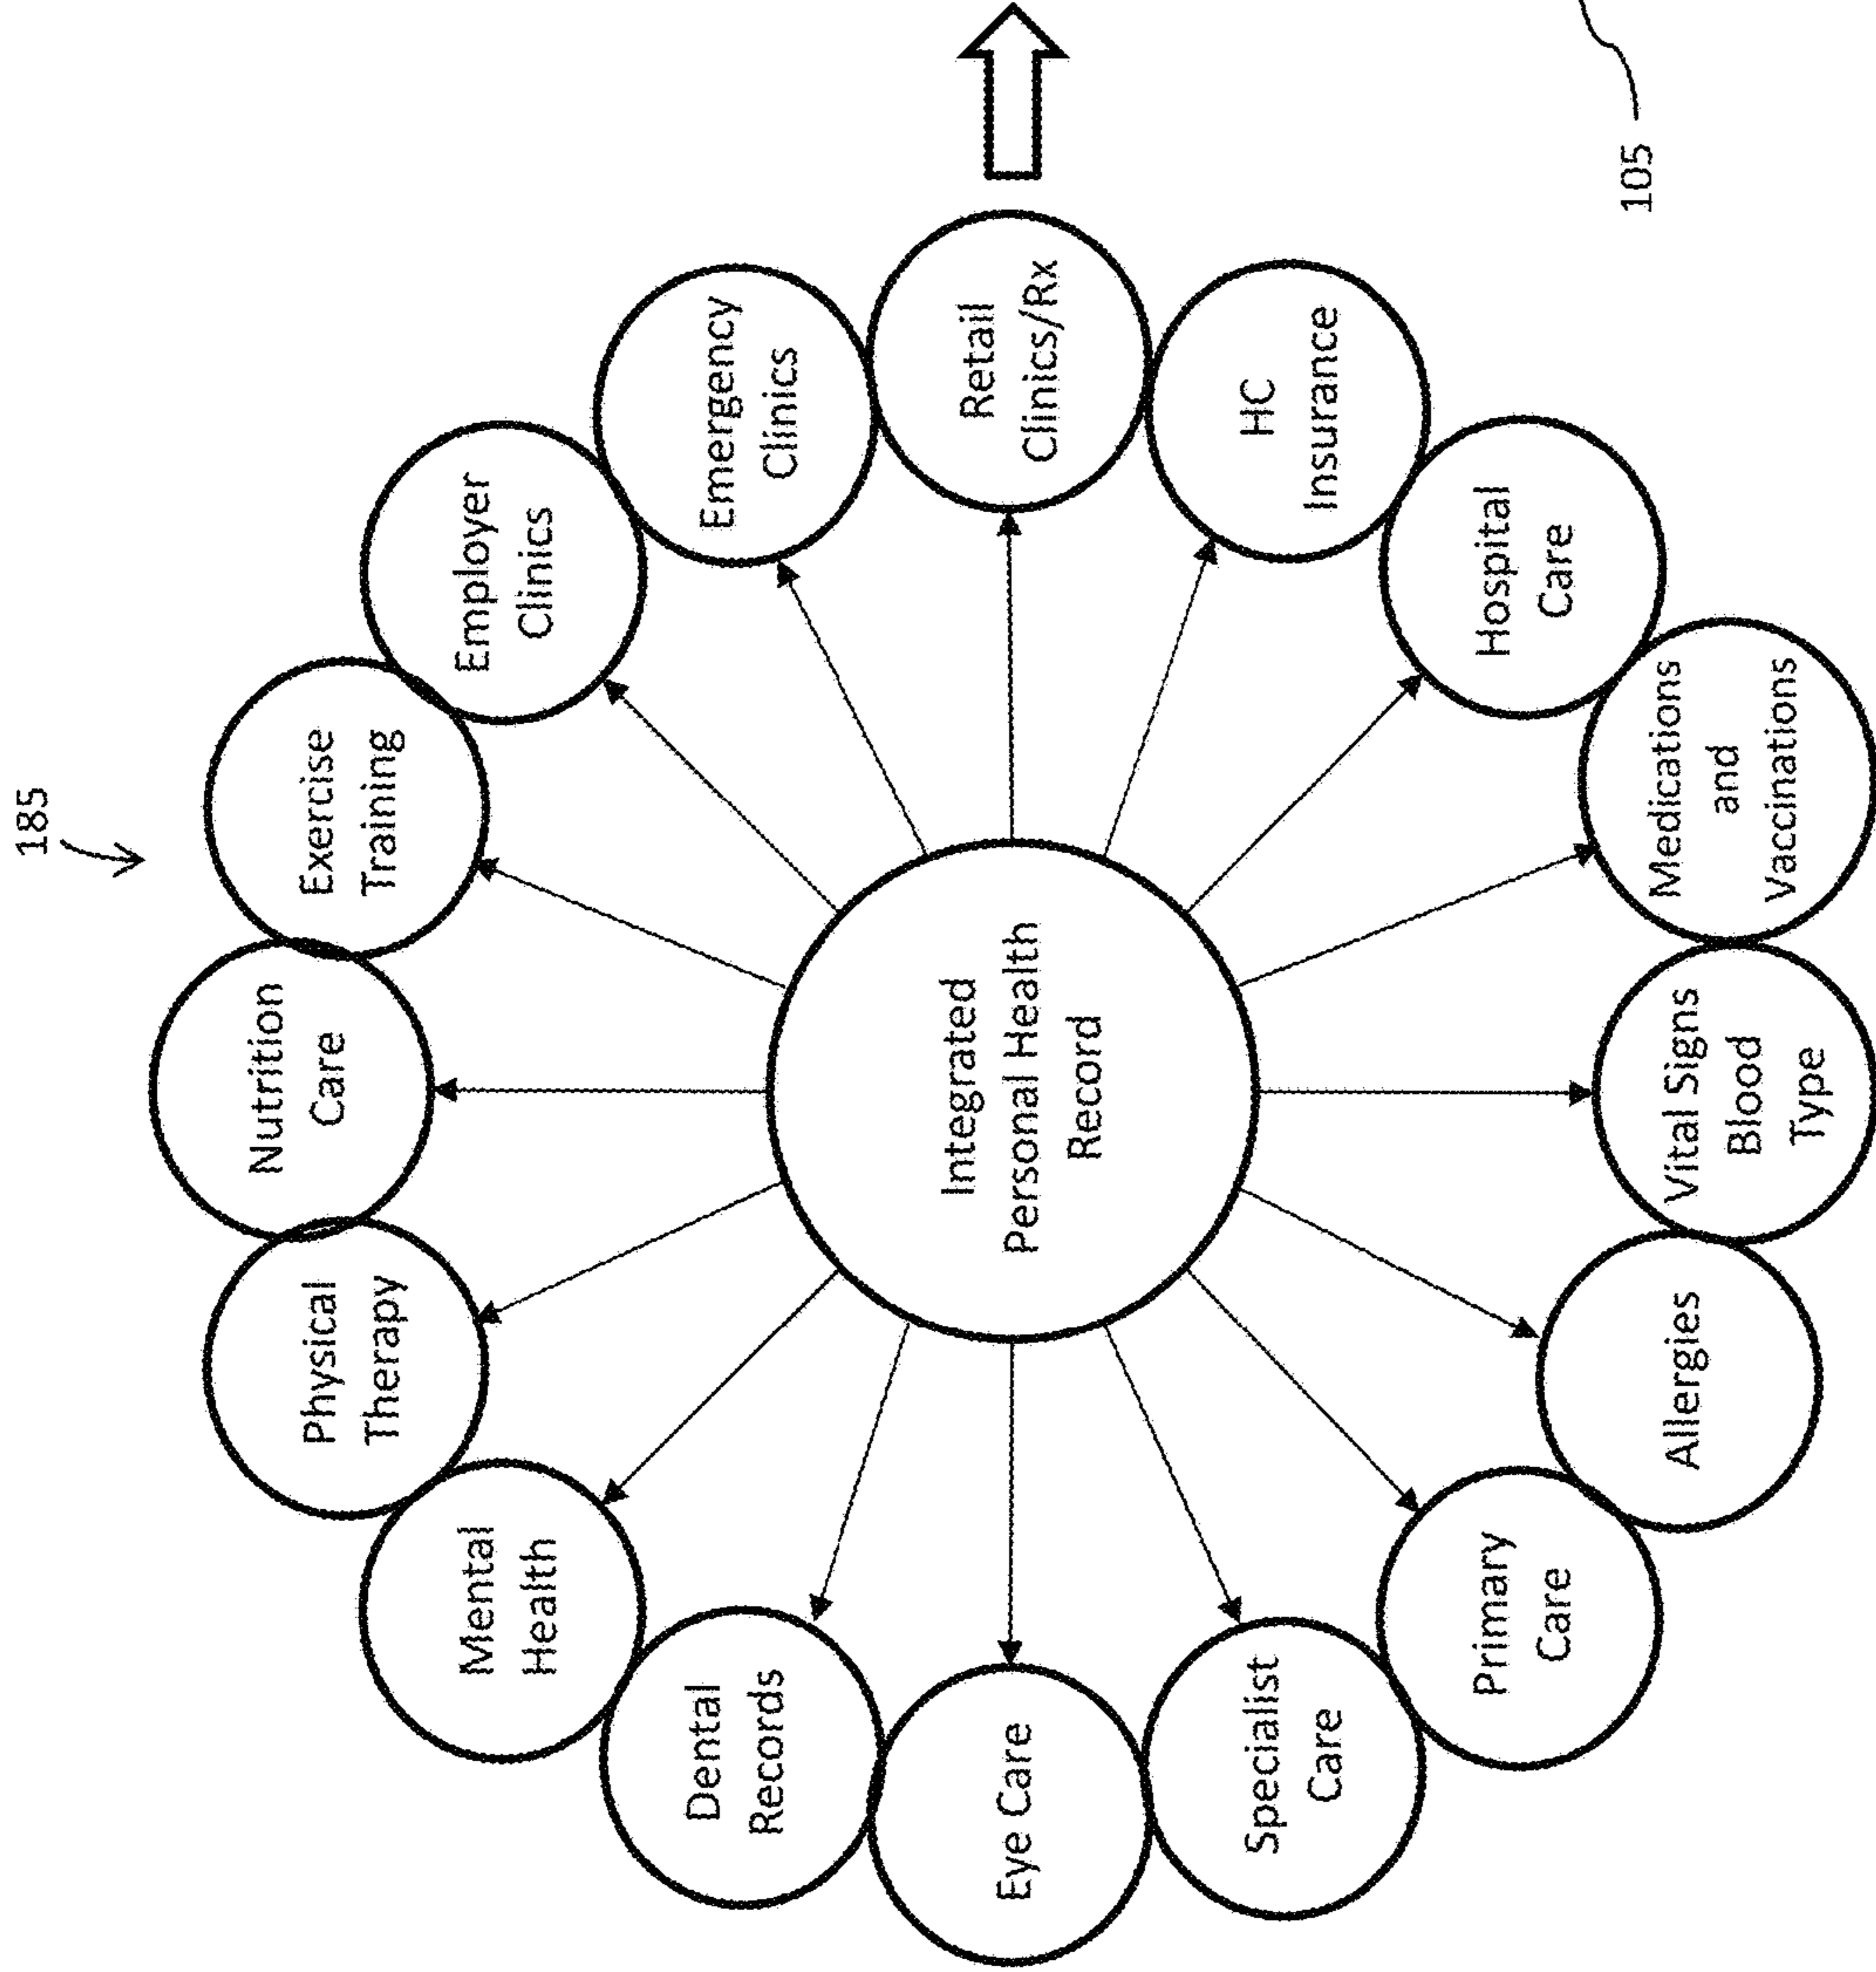 185
Nutrition
Care
Exercise
Training
Employer
Clinics
Emergency
Clinics
Retail
Clinics/Rx
HC
Insurance
Hospital
Care
Medications
and
Vaccinations
Vital Signs
Blood
Type
Allergies
Primary
Care
Specialist
Care
Eye Care
Dental
Records
Mental
Health
Physical
Therapy
Integrated
Personal Health
Record
105